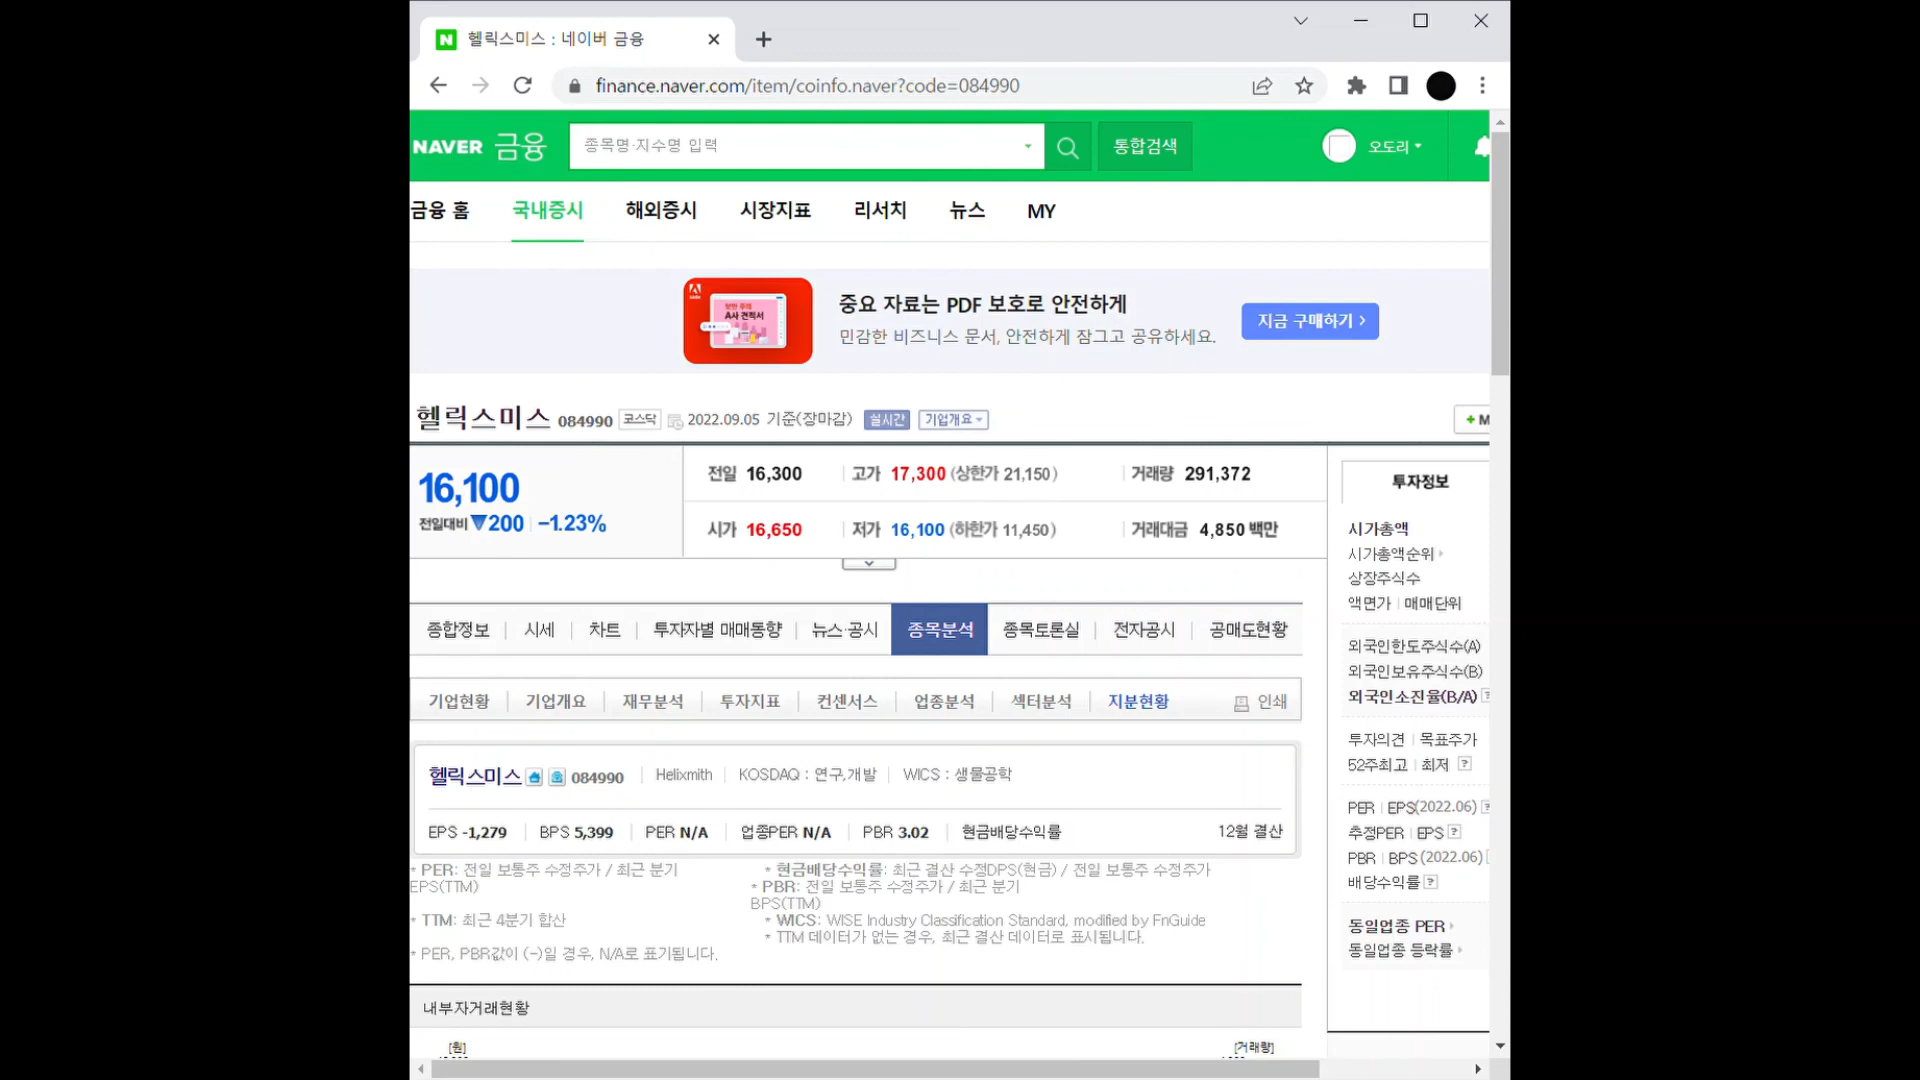 헬릭스미스 : 네이버 금융
finance.naver.com/item/coinfo.naver?code=084990
NAVER 금융 종목명·지수명 입력 통합검색 오토리
금융 홈 국내증시 해외증시 시장지표 리서치 뉴스 MY
A사 견적서
중요 자료는 PDF 보호로 안전하게
민감한 비즈니스 문서, 안전하게 잠그고 공유하세요.
지금 구매하기 >
헬릭스미스 084990 코스닥 2022.09.05 기준(장마감) 실시간 기업개요
+ M
16,100
전일대비 ▼200 -1.23%
전일 16,300 고가 17,300 (상한가 21,150) 거래량 291,372
시가 16,650 저가 16,100 (하한가 11,450) 거래대금 4,850 백만
종합정보 시세 차트 투자자별 매매동향 뉴스·공시 종목분석 종목토론실 전자공시 공매도현황
기업현황 기업개요 재무분석 투자지표 컨센서스 업종분석 섹터분석 지분현황 인쇄
헬릭스미스 084990 Helixmith KOSDAQ : 연구,개발 WICS : 생물공학
EPS -1,279 BPS 5,399 PER N/A 업종PER N/A PBR 3.02 현금배당수익률 12월 결산
* PER: 전일 보통주 수정주가 / 최근 분기
EPS(TTM)
* 현금배당수익률: 최근 결산 수정DPS(현금) / 전일 보통주 수정주가
* PBR: 전일 보통주 수정주가 / 최근 분기
BPS(TTM)
* TTM: 최근 4분기 합산
* WICS: WISE Industry Classification Standard, modified by FnGuide
* TTM 데이터가 없는 경우, 최근 결산 데이터로 표시됩니다.
* PER, PBR값이 (-)일 경우, N/A로 표기됩니다.
내부자거래현황
[원] [거래량]
투자정보
시가총액
시가총액순위
상장주식수
액면가 매매단위
외국인한도주식수(A)
외국인보유주식수(B)
외국인소진율(B/A) ?
투자의견 목표주가
52주최고 최저 ?
PER EPS(2022.06) ?
추정PER EPS ?
PBR BPS (2022.06)
배당수익률 ?
동일업종 PER
동일업종 등락률